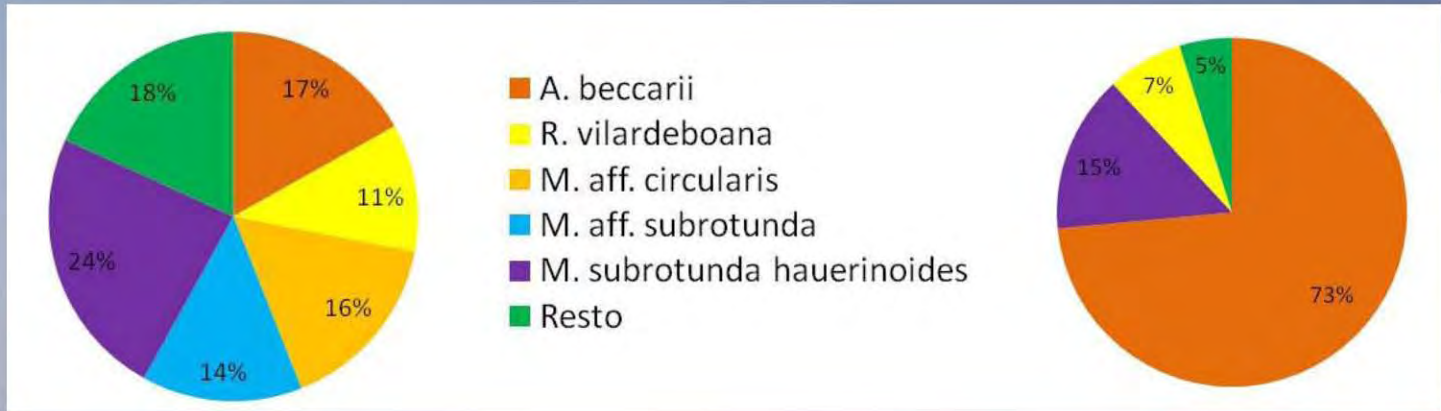 18%
17%
11%
16%
14%
24%
A. beccarii
R. vilardeboana
M. aff. circularis
M. aff. subrotunda
M. subrotunda hauerinoides
Resto
5%
7%
15%
73%